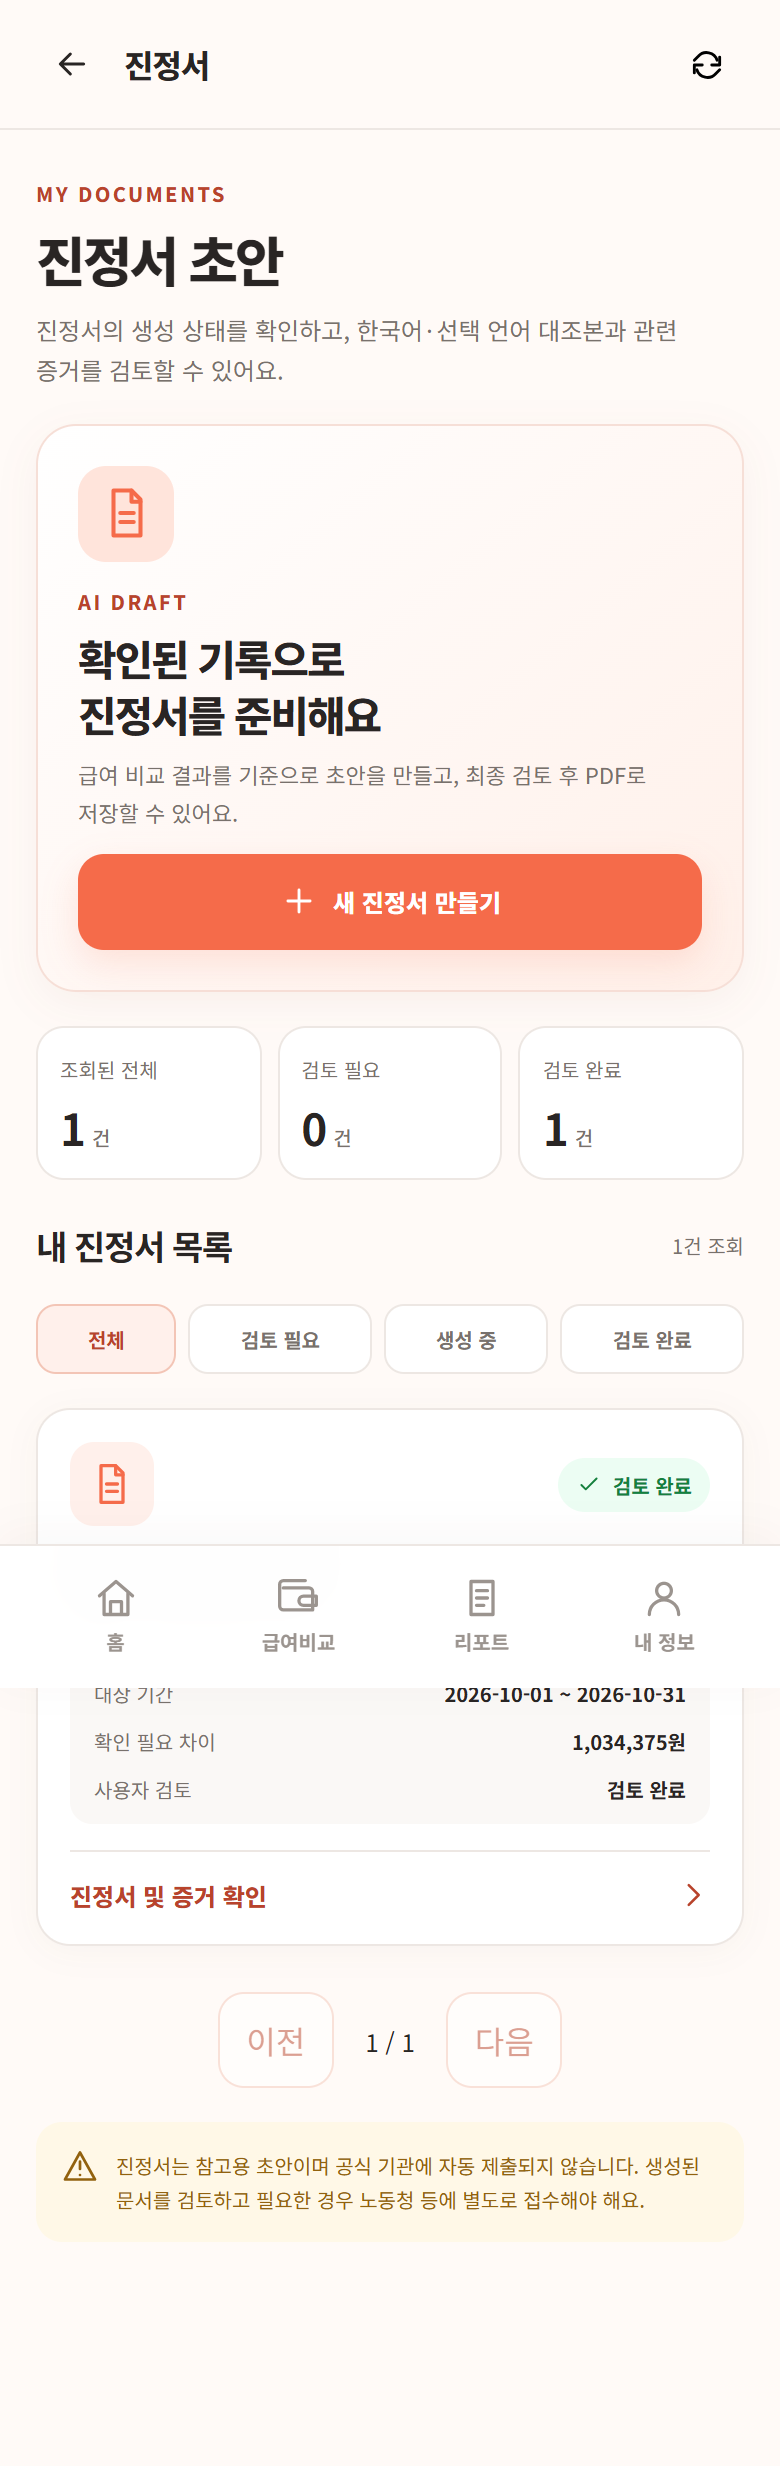 진정서
MY DOCUMENTS
진정서 초안
진정서의 생성 상태를 확인하고, 한국어·선택 언어 대조본과 관련
증거를 검토할 수 있어요.
AI DRAFT
확인된 기록으로
진정서를 준비해요
급여 비교 결과를 기준으로 초안을 만들고, 최종 검토 후 PDF로
저장할 수 있어요.
새 진정서 만들기
조회된 전체
1 건
검토 필요
0 건
검토 완료
1 건
내 진정서 목록
1건 조회
전체
검토 필요
생성 중
검토 완료
검토 완료
홈
급여비교
리포트
내 정보
대상 기간
2026-10-01 ~ 2026-10-31
확인 필요 차이
1,034,375원
사용자 검토
검토 완료
진정서 및 증거 확인
이전
1 / 1
다음
진정서는 참고용 초안이며 공식 기관에 자동 제출되지 않습니다. 생성된
문서를 검토하고 필요한 경우 노동청 등에 별도로 접수해야 해요.